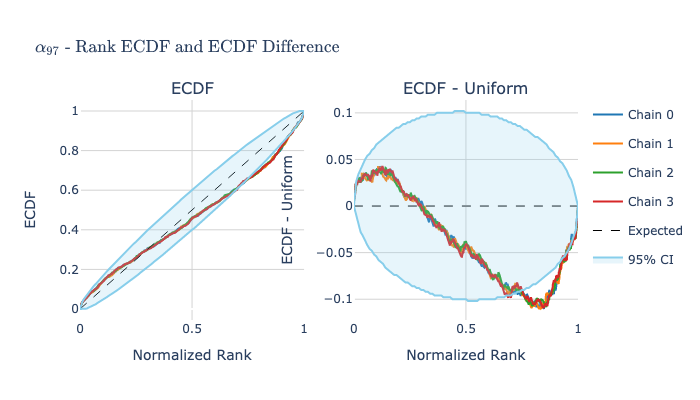 α97 - Rank ECDF and ECDF Difference
ECDF
ECDF - Uniform
ECDF
1
0.8
0.6
0.4
0.2
0
0
0.5
1
Normalized Rank
ECDF - Uniform
0.1
0.05
0
−0.05
−0.1
0
0.5
1
Normalized Rank
Chain 0
Chain 1
Chain 2
Chain 3
Expected
95% CI